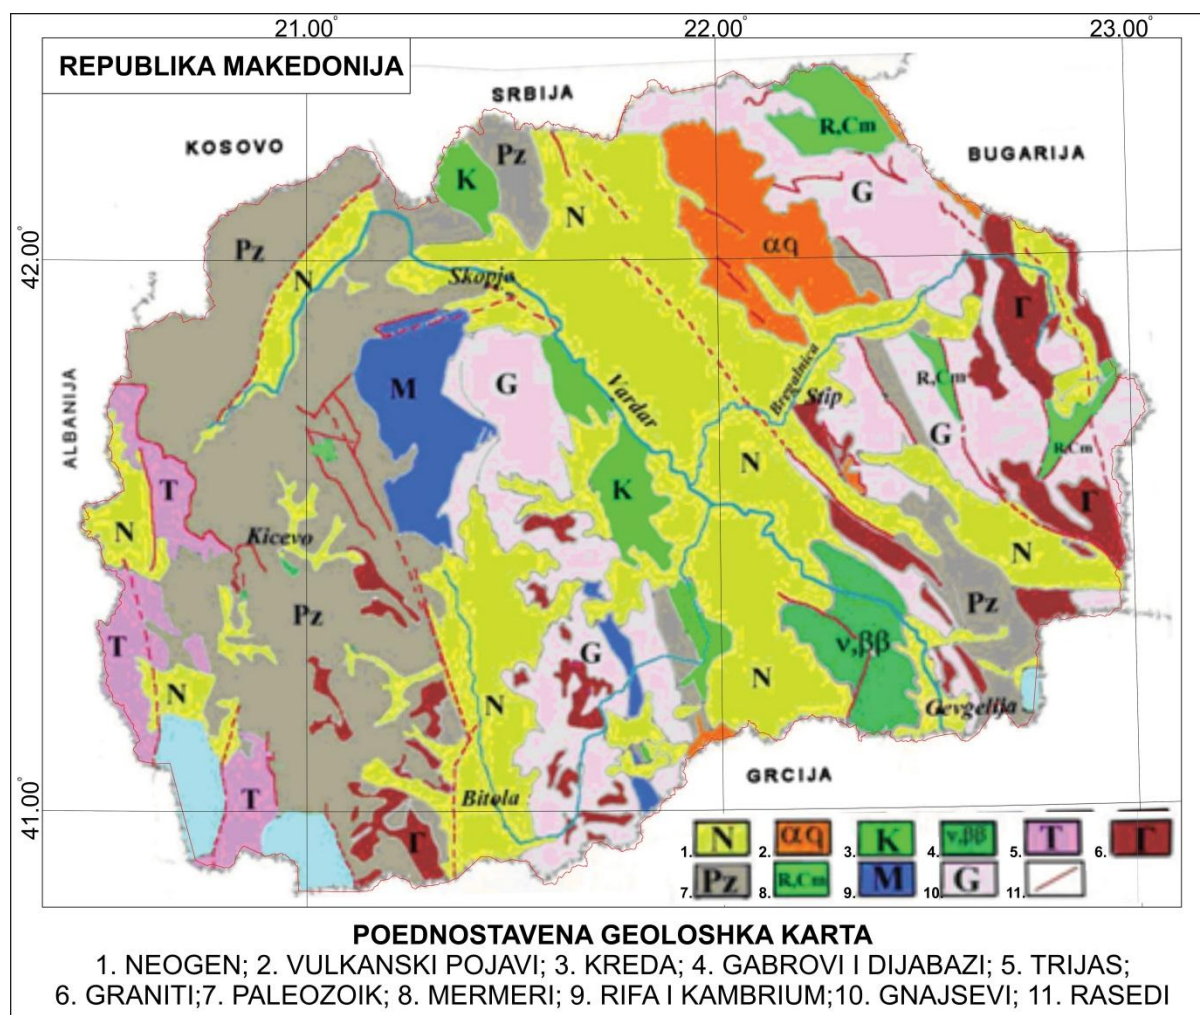 21.00°
22.00°
23.00°
REPUBLIKA MAKEDONIJA
SRBIJA
KOSOVO
R,Cm
BUGARIJA
Pz
K
G
N
Pz
αq
42.00°
N
Skopje
Γ
ALBANIJA
M
G
Vardar
Bregalnica
R,Cm
Stip
G
R,Cm
T
K
N
Γ
N
Kicevo
N
Pz
Pz
T
G
ν,ββ
N
N
N
Gevgelija
GRCIJA
T
Bitola
41.00°
Γ
1. N 2. αq 3. K 4. ν,ββ 5. T 6. Γ
7. Pz 8. R,Cm 9. M 10. G 11.
POEDNOSTAVENA GEOLOSHKA KARTA
1. NEOGEN; 2. VULKANSKI POJAVI; 3. KREDA; 4. GABROVI I DIJABAZI; 5. TRIJAS;
6. GRANITI;7. PALEOZOIK; 8. MERMERI; 9. RIFA I KAMBRIUM;10. GNAJSEVI; 11. RASEDI